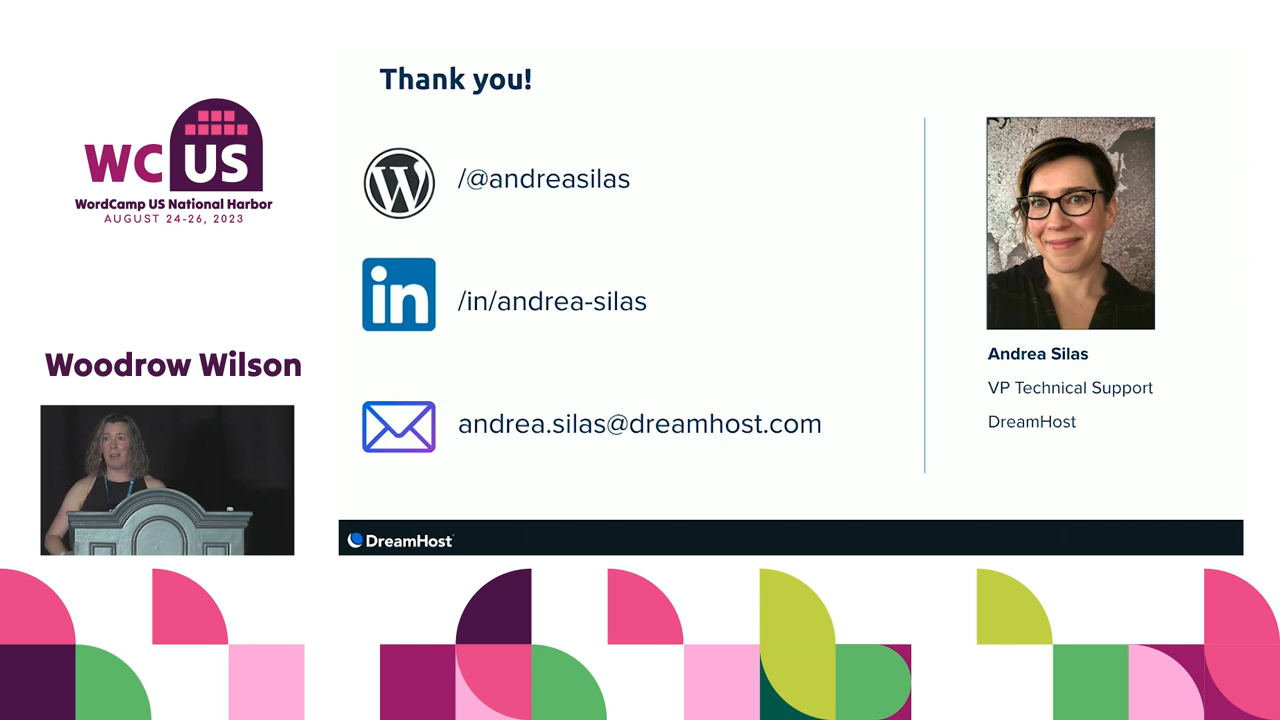 WC US
WordCamp US National Harbor
AUGUST 24-26, 2023
Woodrow Wilson
Thank you!
/@andreasilas
/in/andrea-silas
andrea.silas@dreamhost.com
Andrea Silas
VP Technical Support
DreamHost
DreamHost